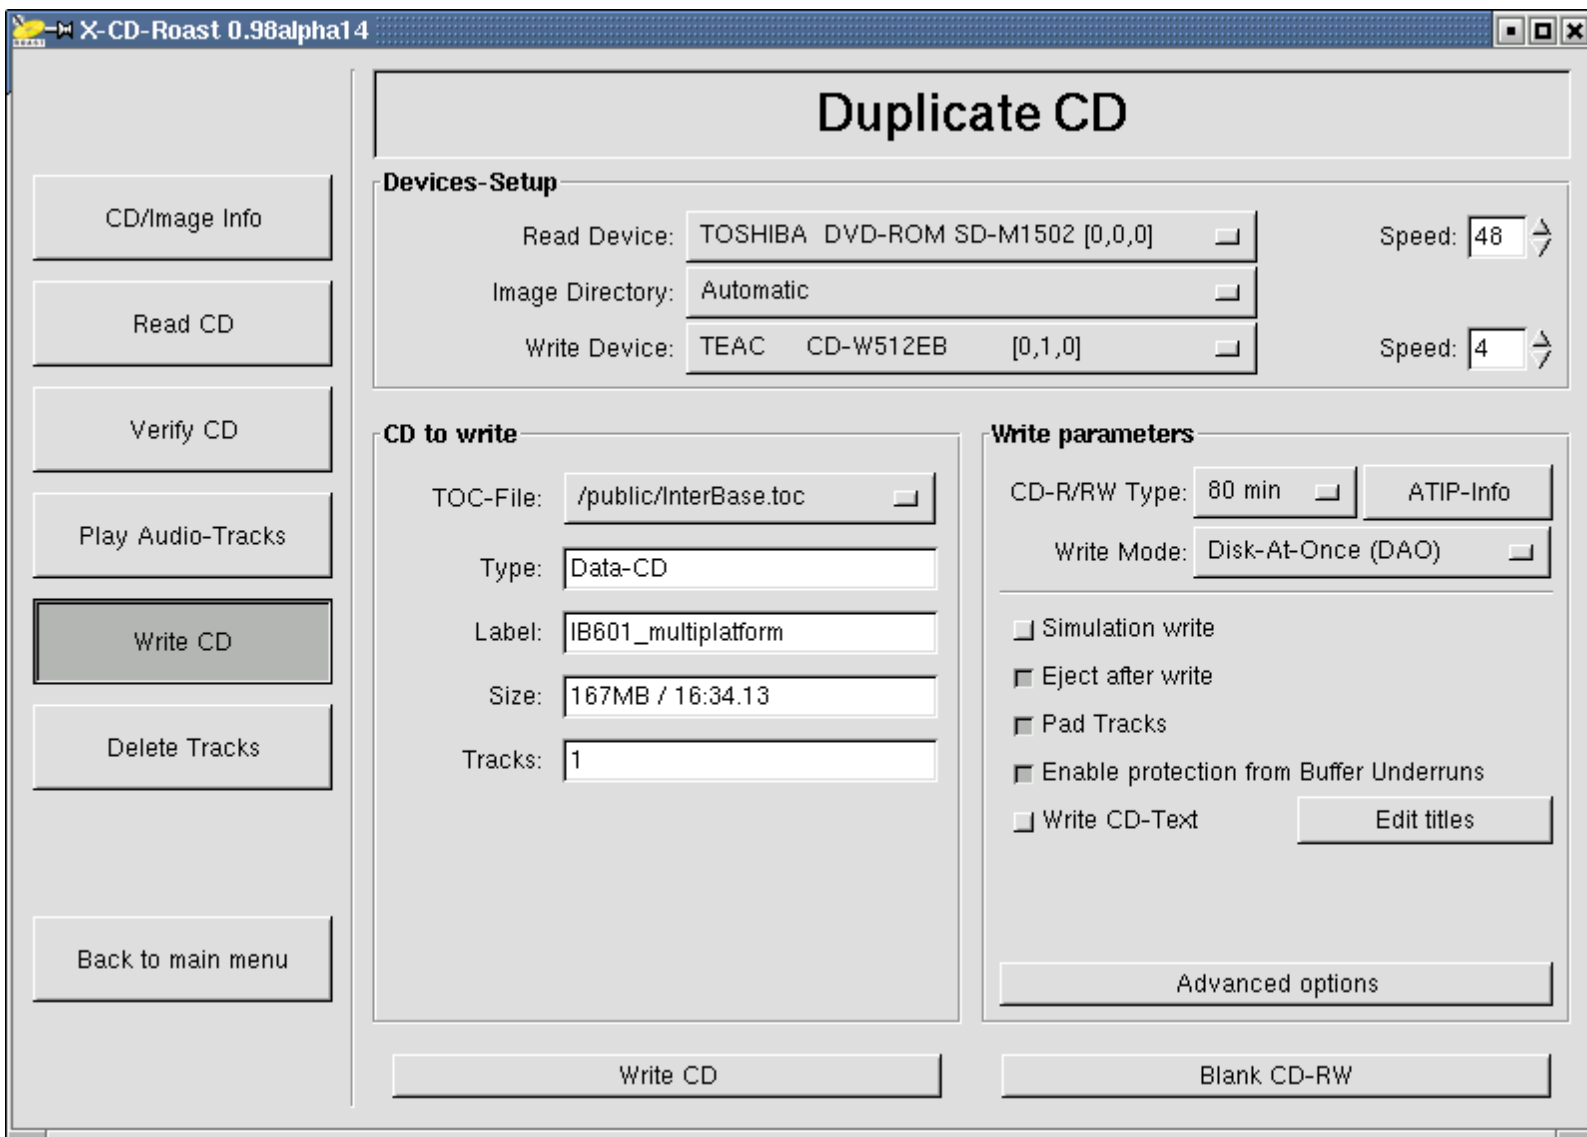 X-CD-Roast 0.98alpha14
Duplicate CD
CD/Image Info
Read CD
Verify CD
Play Audio-Tracks
Write CD
Delete Tracks
Back to main menu
Devices-Setup
Read Device: TOSHIBA DVD-ROM SD-M1502 [0,0,0] Speed: 48
Image Directory: Automatic
Write Device: TEAC CD-W512EB [0,1,0] Speed: 4
CD to write
TOC-File: /public/InterBase.toc
Type: Data-CD
Label: IB601_multiplatform
Size: 167MB / 16:34.13
Tracks: 1
Write parameters
CD-R/RW Type: 80 min ATIP-Info
Write Mode: Disk-At-Once (DAO)
Simulation write
Eject after write
Pad Tracks
Enable protection from Buffer Underruns
Write CD-Text Edit titles
Advanced options
Write CD
Blank CD-RW